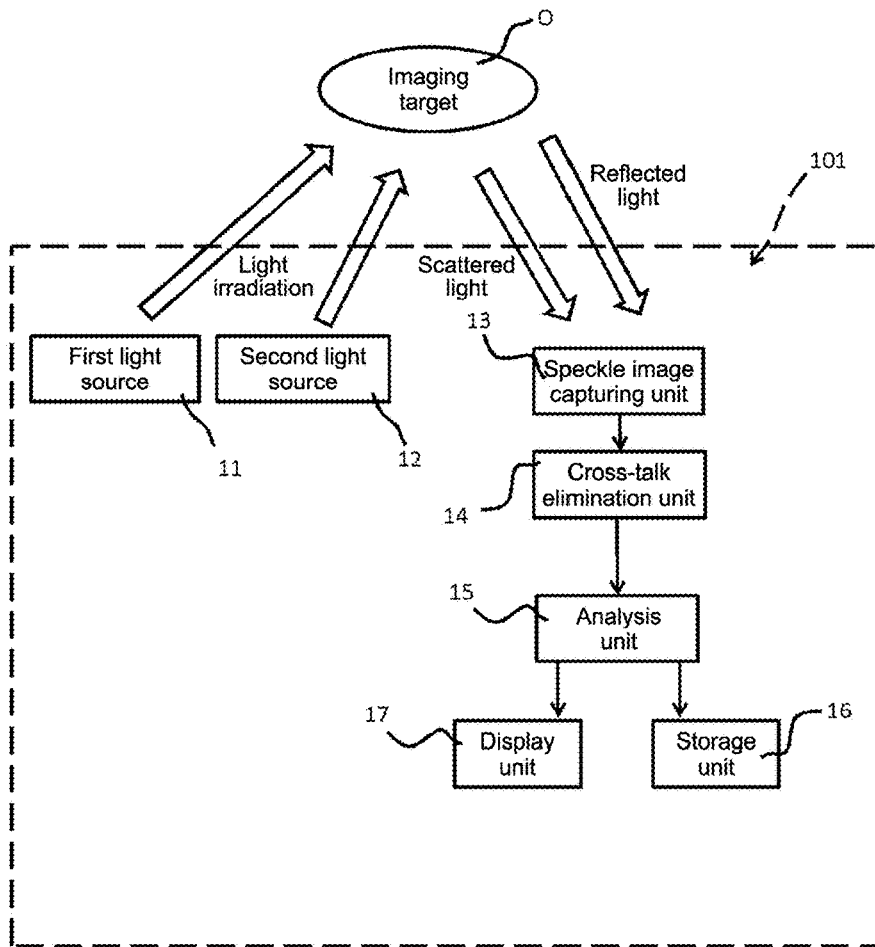 O
Imaging
target
101
Reflected
light
Light
irradiation
Scattered
light
First light
source
11
Second light
source
12
13
Speckle image
capturing unit
14
Cross-talk
elimination unit
15
Analysis
unit
17
Display
unit
Storage
unit
16